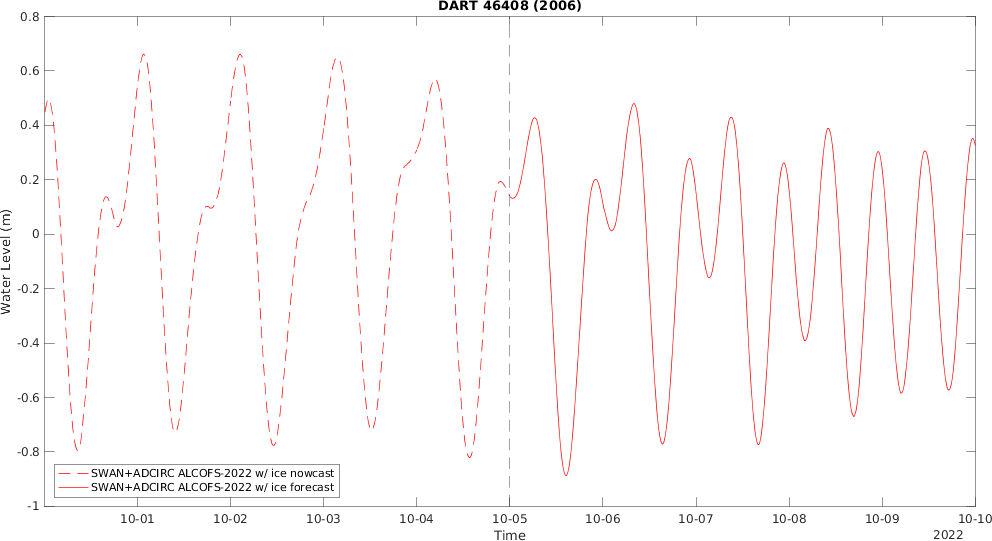 DART 46408 (2006)
0.8
0.6
0.4
0.2
0
-0.2
-0.4
-0.6
-0.8
-1
Water Level (m)
SWAN+ADCIRC ALCOFS-2022 w/ ice nowcast
SWAN+ADCIRC ALCOFS-2022 w/ ice forecast
10-01 10-02 10-03 10-04 10-05 10-06 10-07 10-08 10-09 10-10
Time
2022